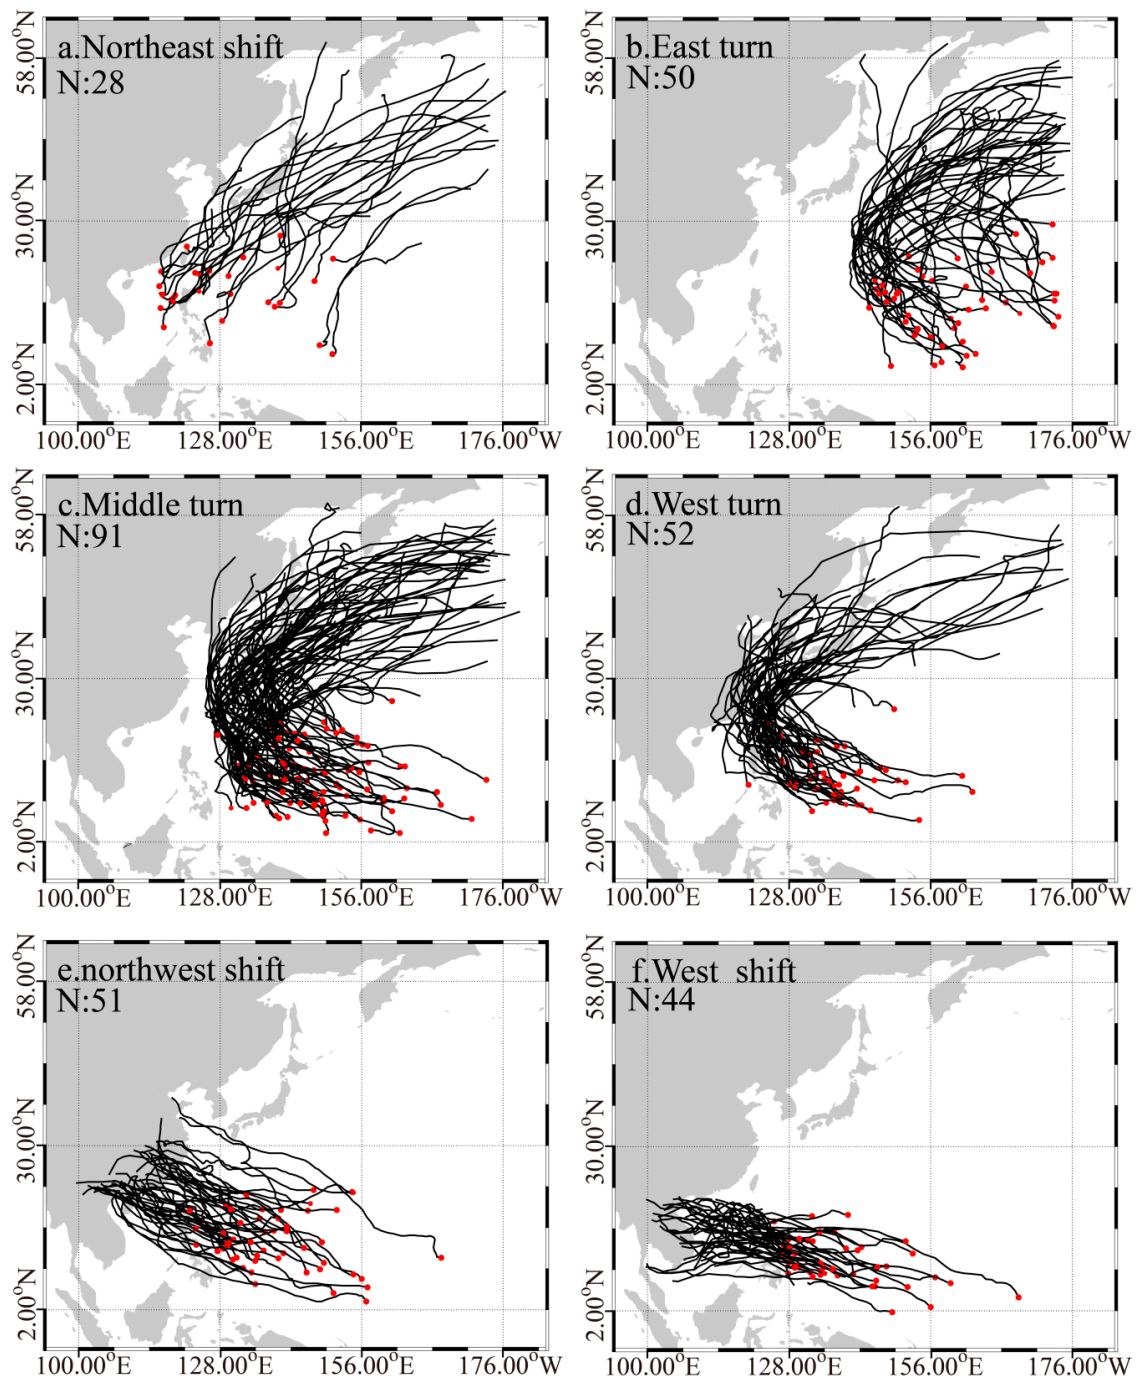 a.Northeast shift
N:28
58.00°N
30.00°N
2.00°N
100.00°E
128.00°E
156.00°E
176.00°W
b.East turn
N:50
58.00°N
30.00°N
2.00°N
100.00°E
128.00°E
156.00°E
176.00°W
c.Middle turn
N:91
58.00°N
30.00°N
2.00°N
100.00°E
128.00°E
156.00°E
176.00°W
d.West turn
N:52
58.00°N
30.00°N
2.00°N
100.00°E
128.00°E
156.00°E
176.00°W
e.northwest shift
N:51
58.00°N
30.00°N
2.00°N
100.00°E
128.00°E
156.00°E
176.00°W
f.West shift
N:44
58.00°N
30.00°N
2.00°N
100.00°E
128.00°E
156.00°E
176.00°W